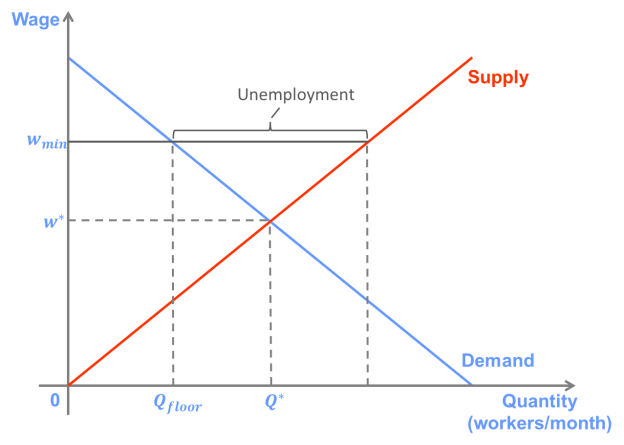 Wage
Supply
Unemployment
w_min
w*
Demand
0
Q_floor
Q*
Quantity
(workers/month)